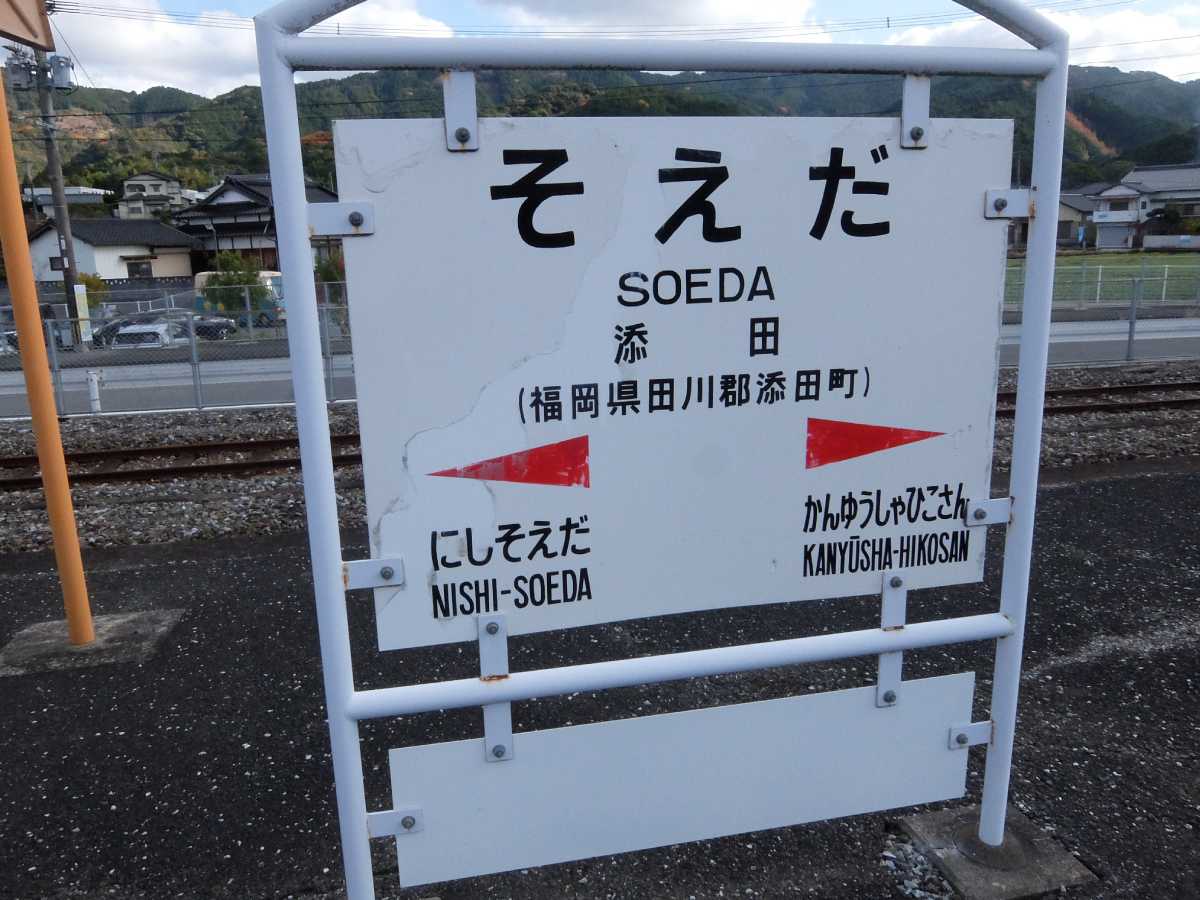 そえだ
SOEDA
添田
(福岡県田川郡添田町)
にしそえだ
NISHI-SOEDA
かんゆうしゃひこさん
KANYŪSHA-HIKOSAN